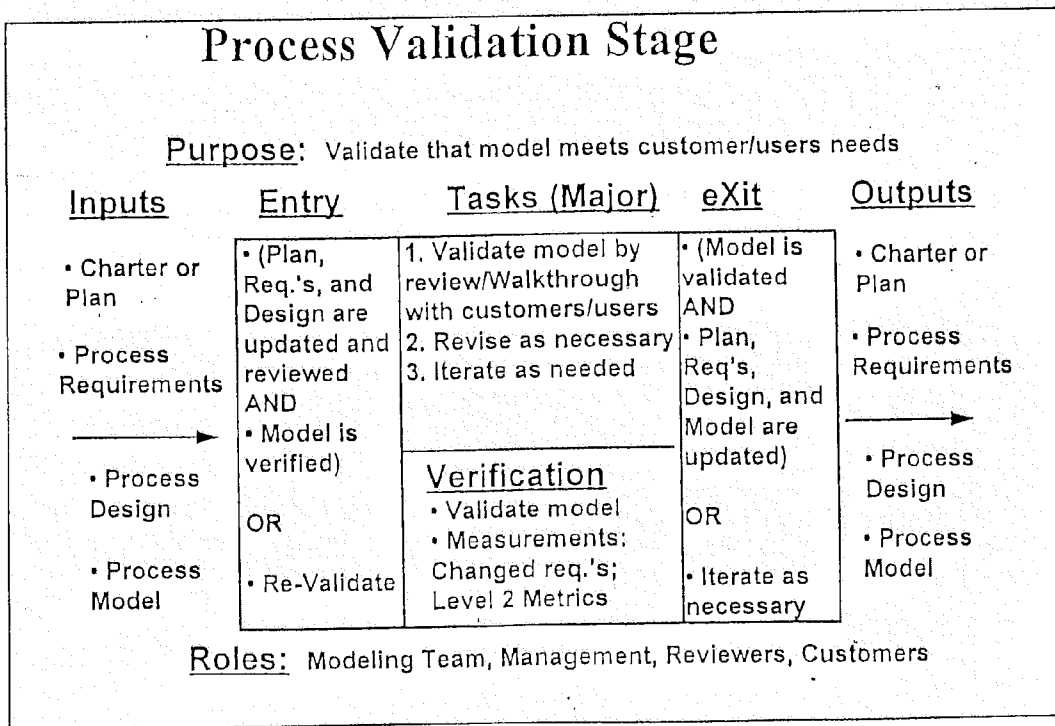 Process Validation Stage
Purpose: Validate that model meets customer/users needs
Inputs
• Charter or
Plan
• Process
Requirements
• Process
Design
• Process
Model
Entry
• (Plan,
Req.'s, and
Design are
updated and
reviewed
AND
• Model is
verified)
OR
• Re-Validate
Tasks (Major)
1. Validate model by
review/Walkthrough
with customers/users
2. Revise as necessary
3. Iterate as needed
Verification
• Validate model
• Measurements:
Changed req.'s;
Level 2 Metrics
eXit
• (Model is
validated
AND
• Plan,
Req's,
Design, and
Model are
updated)
OR
• Iterate as
necessary
Outputs
• Charter or
Plan
• Process
Requirements
• Process
Design
• Process
Model
Roles: Modeling Team, Management, Reviewers, Customers